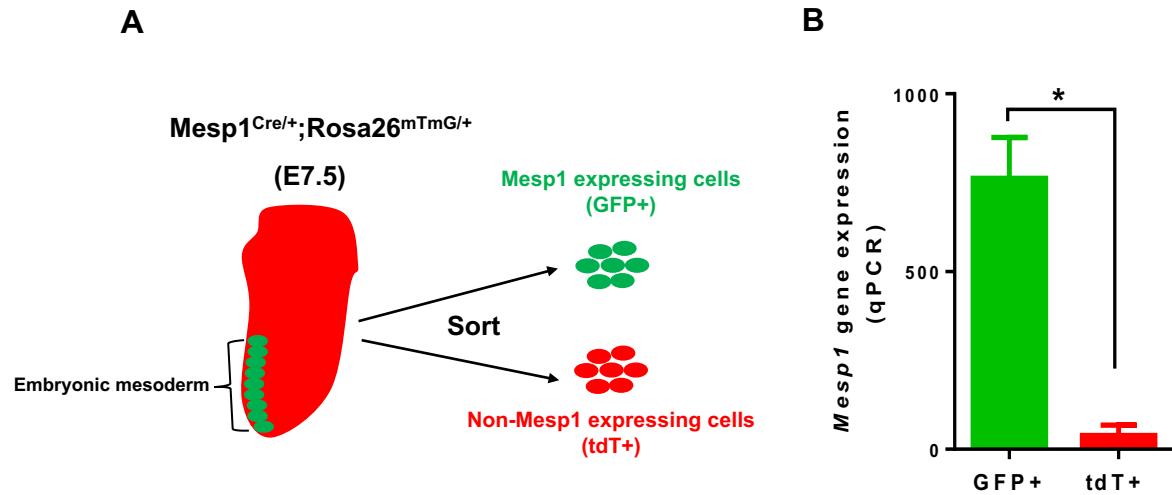 A
Mesp1Cre/+;Rosa26mTmG/+
(E7.5)
Mesp1 expressing cells
(GFP+)
Sort
Embryonic mesoderm
Non-Mesp1 expressing cells
(tdT+)
B
Mesp1 gene expression
(qPCR)
1000
500
0
*
GFP+
tdT+